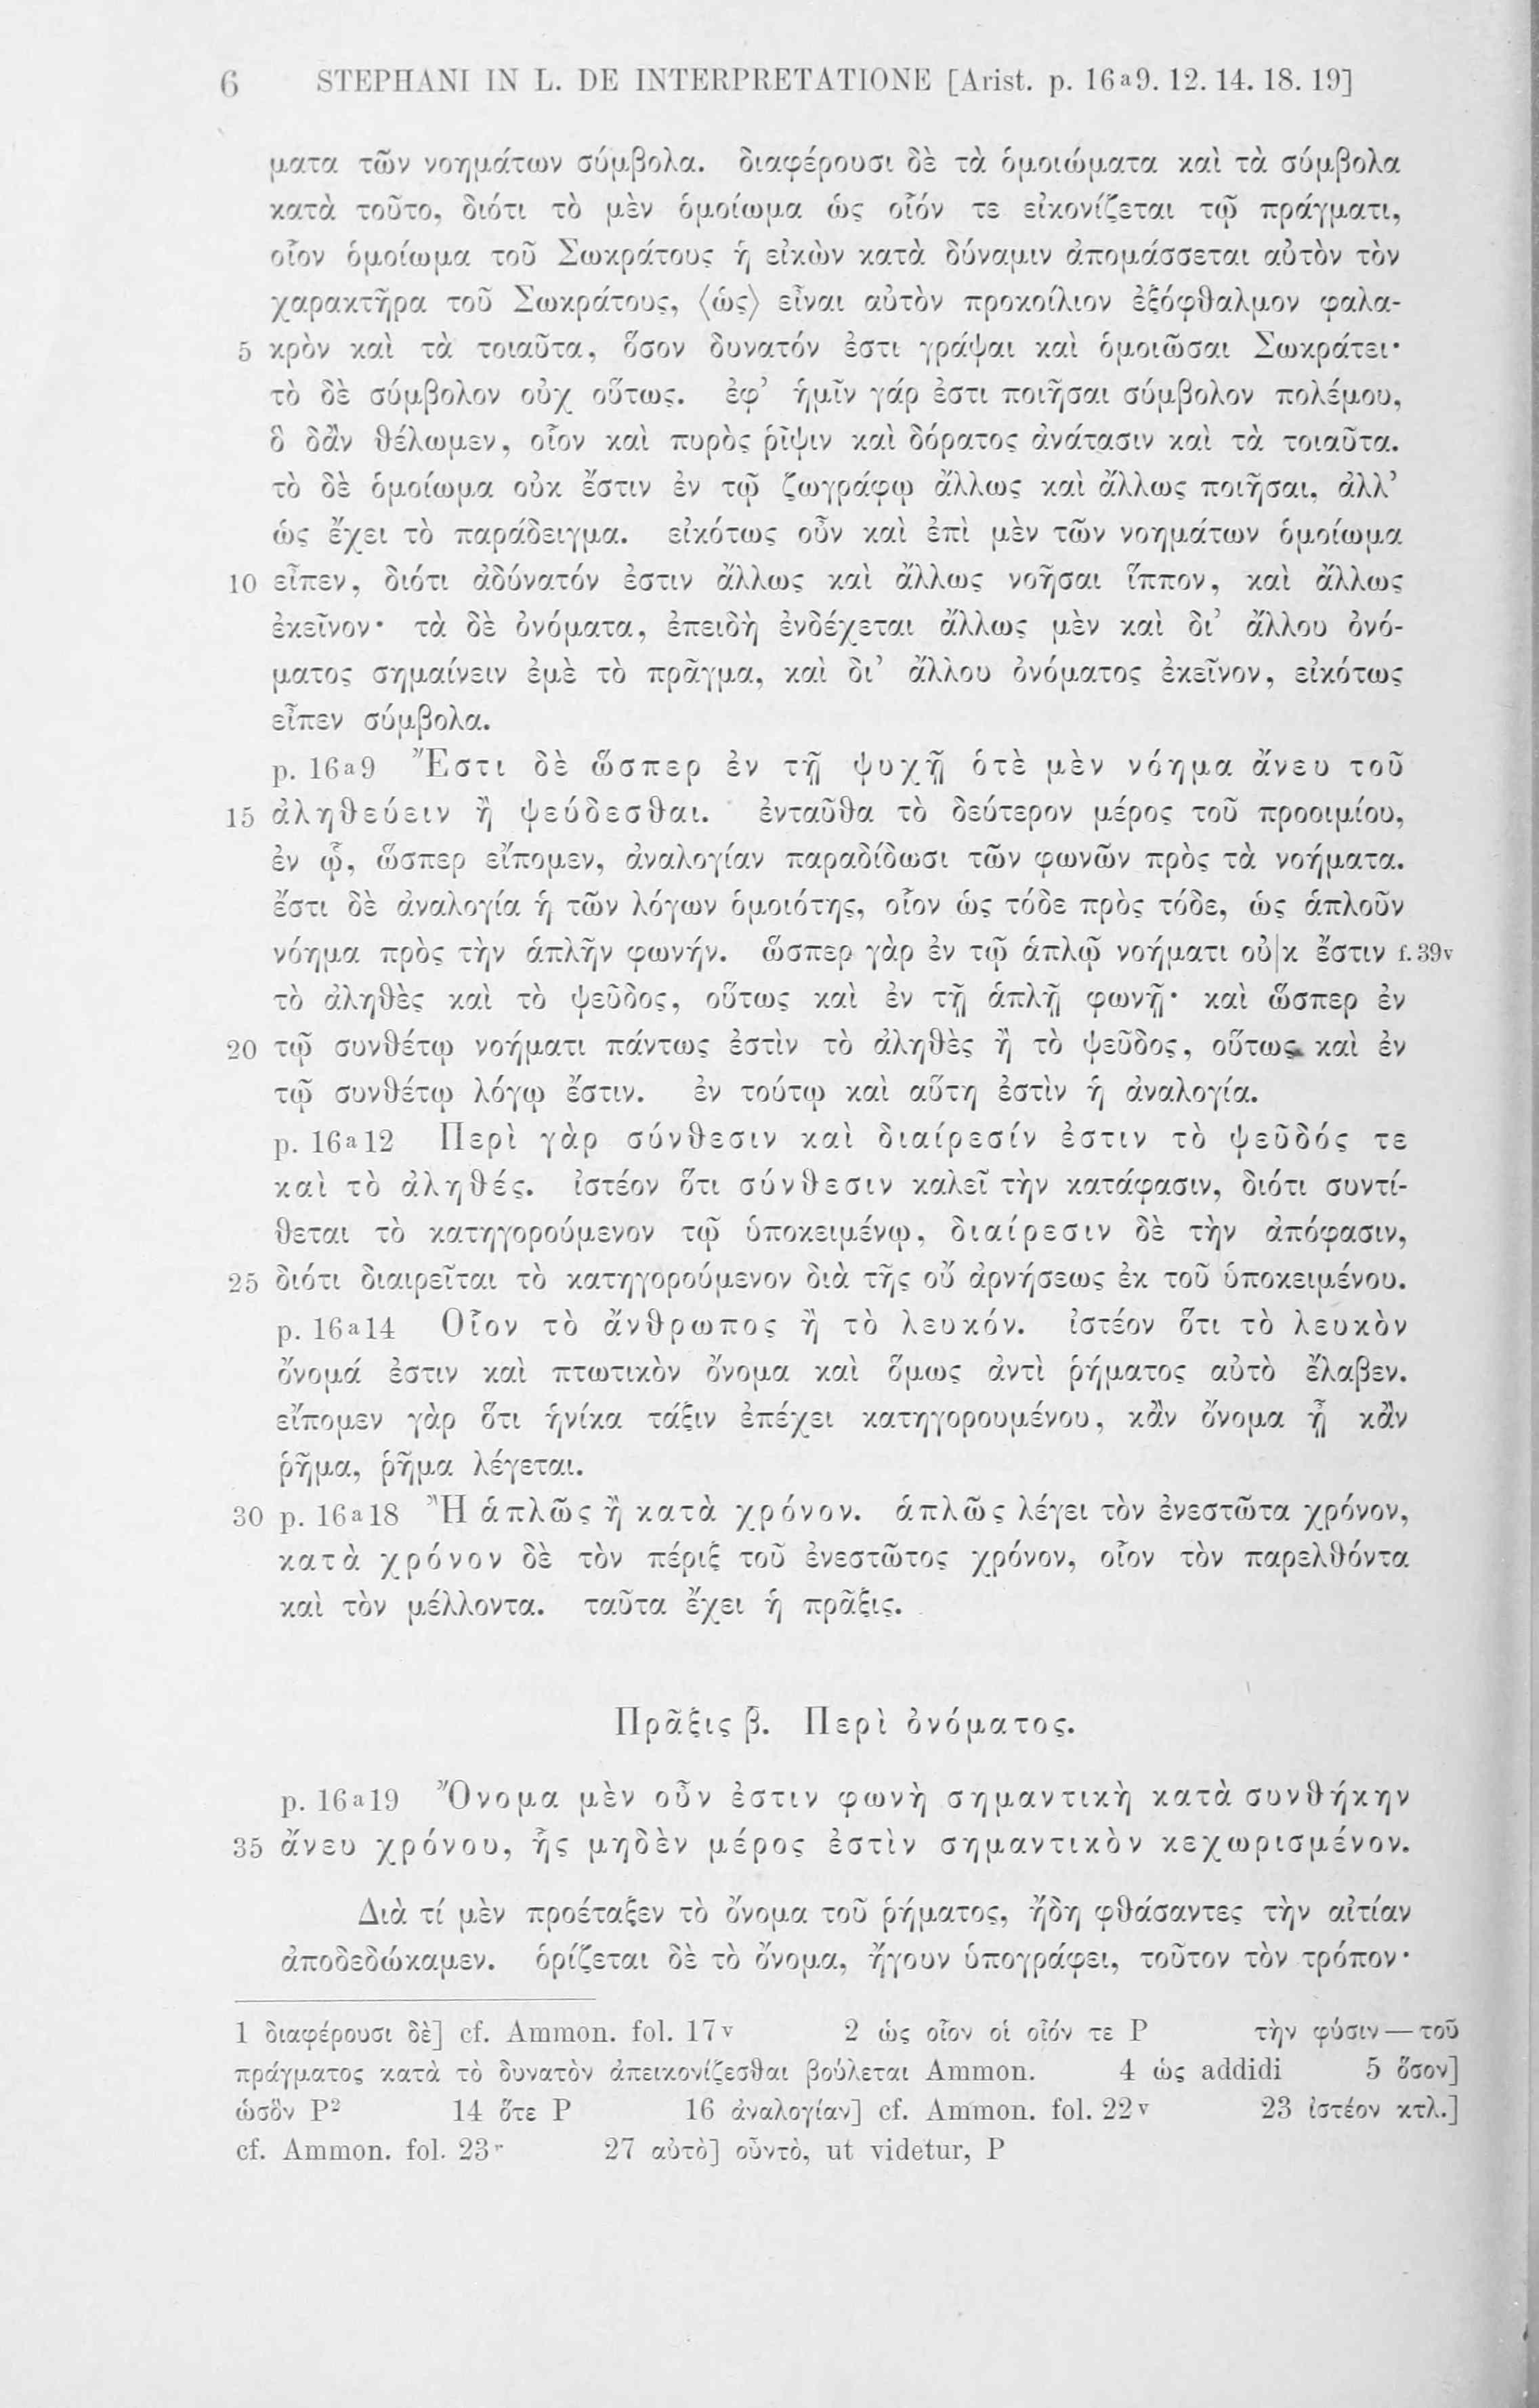 6 STEPHANI IN L. DE INTERPRETATIONE [Arist. p. 16a9. 12. 14. 18. 19]
ματα τῶν νοημάτων σύμβολα. διαφέρουσι δὲ τὰ ὁμοιώματα καὶ τὰ σύμβολα
κατὰ τοῦτο, διότι τὸ μὲν ὁμοίωμα ὡς οἷόν τε εἰκονίζεται τῷ πράγματι,
οἷον ὁμοίωμα τοῦ Σωκράτους ἡ εἰκὼν κατὰ δύναμιν ἀπομάσσεται αὐτὸν τὸν
χαρακτῆρα τοῦ Σωκράτους, ⟨ὡς⟩ εἶναι αὐτὸν προκοίλιον ἐξόφθαλμον φαλα-
5 κρὸν καὶ τὰ τοιαῦτα, ὅσον δυνατόν ἐστι γράψαι καὶ ὁμοιῶσαι Σωκράτει·
τὸ δὲ σύμβολον οὐχ οὕτως. ἐφ’ ἡμῖν γάρ ἐστι ποιῆσαι σύμβολον πολέμου,
ὃ δἂν θέλωμεν, οἷον καὶ πυρὸς ῥῖψιν καὶ δόρατος ἀνάτασιν καὶ τὰ τοιαῦτα.
τὸ δὲ ὁμοίωμα οὐκ ἔστιν ἐν τῷ ζωγράφῳ ἄλλως καὶ ἄλλως ποιῆσαι, ἀλλ’
ὡς ἔχει τὸ παράδειγμα. εἰκότως οὖν καὶ ἐπὶ μὲν τῶν νοημάτων ὁμοίωμα
10 εἶπεν, διότι ἀδύνατόν ἐστιν ἄλλως καὶ ἄλλως νοῆσαι ἵππον, καὶ ἄλλως
ἐκεῖνον· τὰ δὲ ὀνόματα, ἐπειδὴ ἐνδέχεται ἄλλως μὲν καὶ δι’ ἄλλου ὀνό-
ματος σημαίνειν ἐμὲ τὸ πρᾶγμα, καὶ δι’ ἄλλου ὀνόματος ἐκεῖνον, εἰκότως
εἶπεν σύμβολα.
p. 16a9 Ἔστι δὲ ὥσπερ ἐν τῇ ψυχῇ ὁτὲ μὲν νόημα ἄνευ τοῦ
15 ἀληθεύειν ἢ ψεύδεσθαι. ἐνταῦθα τὸ δεύτερον μέρος τοῦ προοιμίου,
ἐν ᾧ, ὥσπερ εἴπομεν, ἀναλογίαν παραδίδωσι τῶν φωνῶν πρὸς τὰ νοήματα.
ἔστι δὲ ἀναλογία ἡ τῶν λόγων ὁμοιότης, οἷον ὡς τόδε πρὸς τόδε, ὡς ἁπλοῦν
νόημα πρὸς τὴν ἁπλῆν φωνήν. ὥσπερ γὰρ ἐν τῷ ἁπλῷ νοήματι οὐ|κ ἔστιν f. 39v
τὸ ἀληθὲς καὶ τὸ ψεῦδος, οὕτως καὶ ἐν τῇ ἁπλῇ φωνῇ· καὶ ὥσπερ ἐν
20 τῷ συνθέτῳ νοήματι πάντως ἐστὶν τὸ ἀληθὲς ἢ τὸ ψεῦδος, οὕτως καὶ ἐν
τῷ συνθέτῳ λόγῳ ἔστιν. ἐν τούτῳ καὶ αὕτη ἐστὶν ἡ ἀναλογία.
p. 16a12 Περὶ γὰρ σύνθεσιν καὶ διαίρεσίν ἐστιν τὸ ψεῦδός τε
καὶ τὸ ἀληθές. ἰστέον ὅτι σύνθεσιν καλεῖ τὴν κατάφασιν, διότι συντί-
θεται τὸ κατηγορούμενον τῷ ὑποκειμένῳ, διαίρεσιν δὲ τὴν ἀπόφασιν,
25 διότι διαιρεῖται τὸ κατηγορούμενον διὰ τῆς οὔ ἀρνήσεως ἐκ τοῦ ὑποκειμένου.
p. 16a14 Οἷον τὸ ἄνθρωπος ἢ τὸ λευκόν. ἰστέον ὅτι τὸ λευκὸν
ὄνομά ἐστιν καὶ πτωτικὸν ὄνομα καὶ ὅμως ἀντὶ ῥήματος αὐτὸ ἔλαβεν.
εἴπομεν γὰρ ὅτι ἡνίκα τάξιν ἐπέχει κατηγορουμένου, κἂν ὄνομα ᾖ κἂν
ῥῆμα, ῥῆμα λέγεται.
30 p. 16a18 Ἢ ἁπλῶς ἢ κατὰ χρόνον. ἁπλῶς λέγει τὸν ἐνεστῶτα χρόνον,
κατὰ χρόνον δὲ τὸν πέριξ τοῦ ἐνεστῶτος χρόνον, οἷον τὸν παρελθόντα
καὶ τὸν μέλλοντα. ταῦτα ἔχει ἡ πρᾶξις.
Πρᾶξις β̄. Περὶ ὀνόματος.
p. 16a19 Ὄνομα μὲν οὖν ἐστιν φωνὴ σημαντικὴ κατὰ συνθήκην
35 ἄνευ χρόνου, ἧς μηδὲν μέρος ἐστὶν σημαντικὸν κεχωρισμένον.
Διὰ τί μὲν προέταξεν τὸ ὄνομα τοῦ ῥήματος, ἤδη φθάσαντες τὴν αἰτίαν
ἀποδεδώκαμεν. ὁρίζεται δὲ τὸ ὄνομα, ἤγουν ὑπογράφει, τοῦτον τὸν τρόπον·
1 διαφέρουσι δὲ] cf. Ammon. fol. 17v 2 ὡς οἷον οἱ οἷόν τε P τὴν φύσιν — τοῦ
πράγματος κατὰ τὸ δυνατὸν ἀπεικονίζεσθαι βούλεται Ammon. 4 ὡς addidi 5 ὅσον]
ὡσὸν P2 14 ὅτε P 16 ἀναλογίαν] cf. Ammon. fol. 22v 23 ἰστέον κτλ.]
cf. Ammon. fol. 23r 27 αὐτὸ] οὗντὸ, ut videtur, P